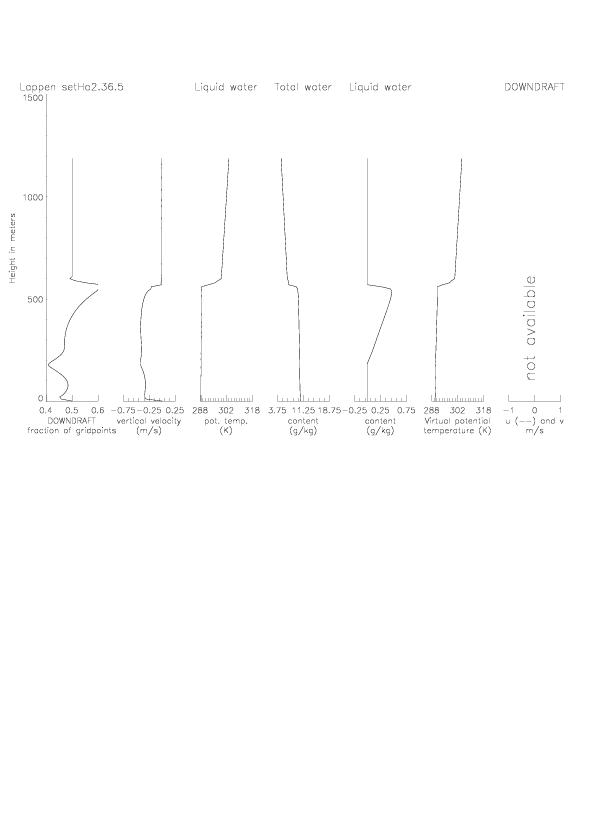 Lappen setHa2.36.5 Liquid water Total water Liquid water DOWNDRAFT
1500
1000
500
0
Height in meters
not available
0.4 0.5 0.6 −0.75 −0.25 0.25 288 302 318 3.75 11.25 18.75 −0.25 0.25 0.75 288 302 318 −1 0 1
DOWNDRAFT vertical velocity pot. temp. content content Virtual potential u (−−) and v
fraction of gridpoints (m/s) (K) (g/kg) (g/kg) temperature (K) m/s